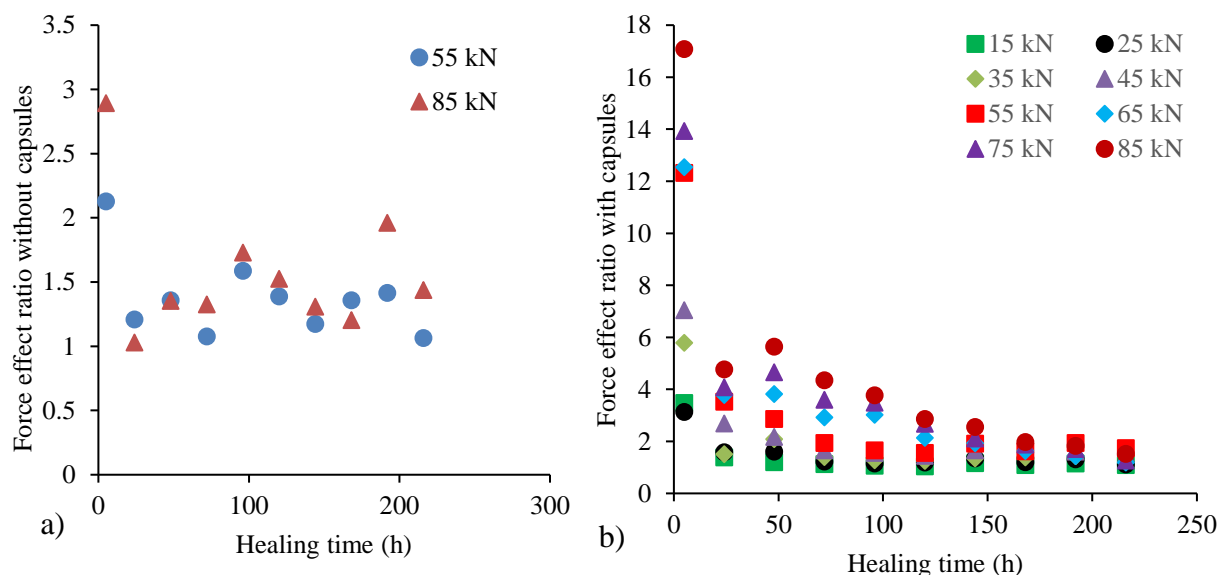 Force effect ratio without capsules
3.5
3
2.5
2
1.5
1
0.5
0
0
100
200
300
Healing time (h)
55 kN
85 kN
a)
Force effect ratio with capsules
18
16
14
12
10
8
6
4
2
0
0
50
100
150
200
250
Healing time (h)
15 kN
25 kN
35 kN
45 kN
55 kN
65 kN
75 kN
85 kN
b)